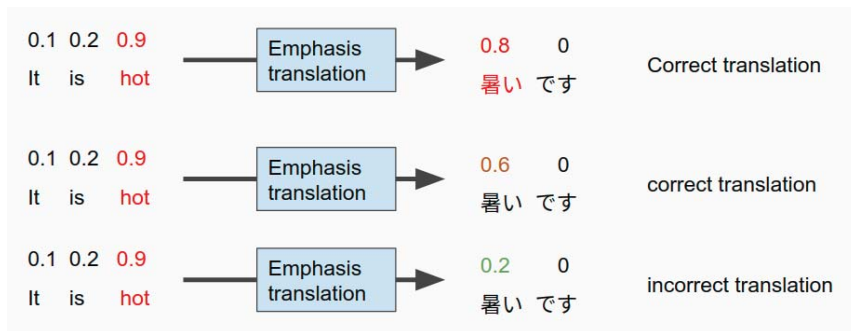 0.1 0.2 0.9
It is hot
Emphasis
translation
0.8 0
暑い です
Correct translation
0.1 0.2 0.9
It is hot
Emphasis
translation
0.6 0
暑い です
correct translation
0.1 0.2 0.9
It is hot
Emphasis
translation
0.2 0
暑い です
incorrect translation